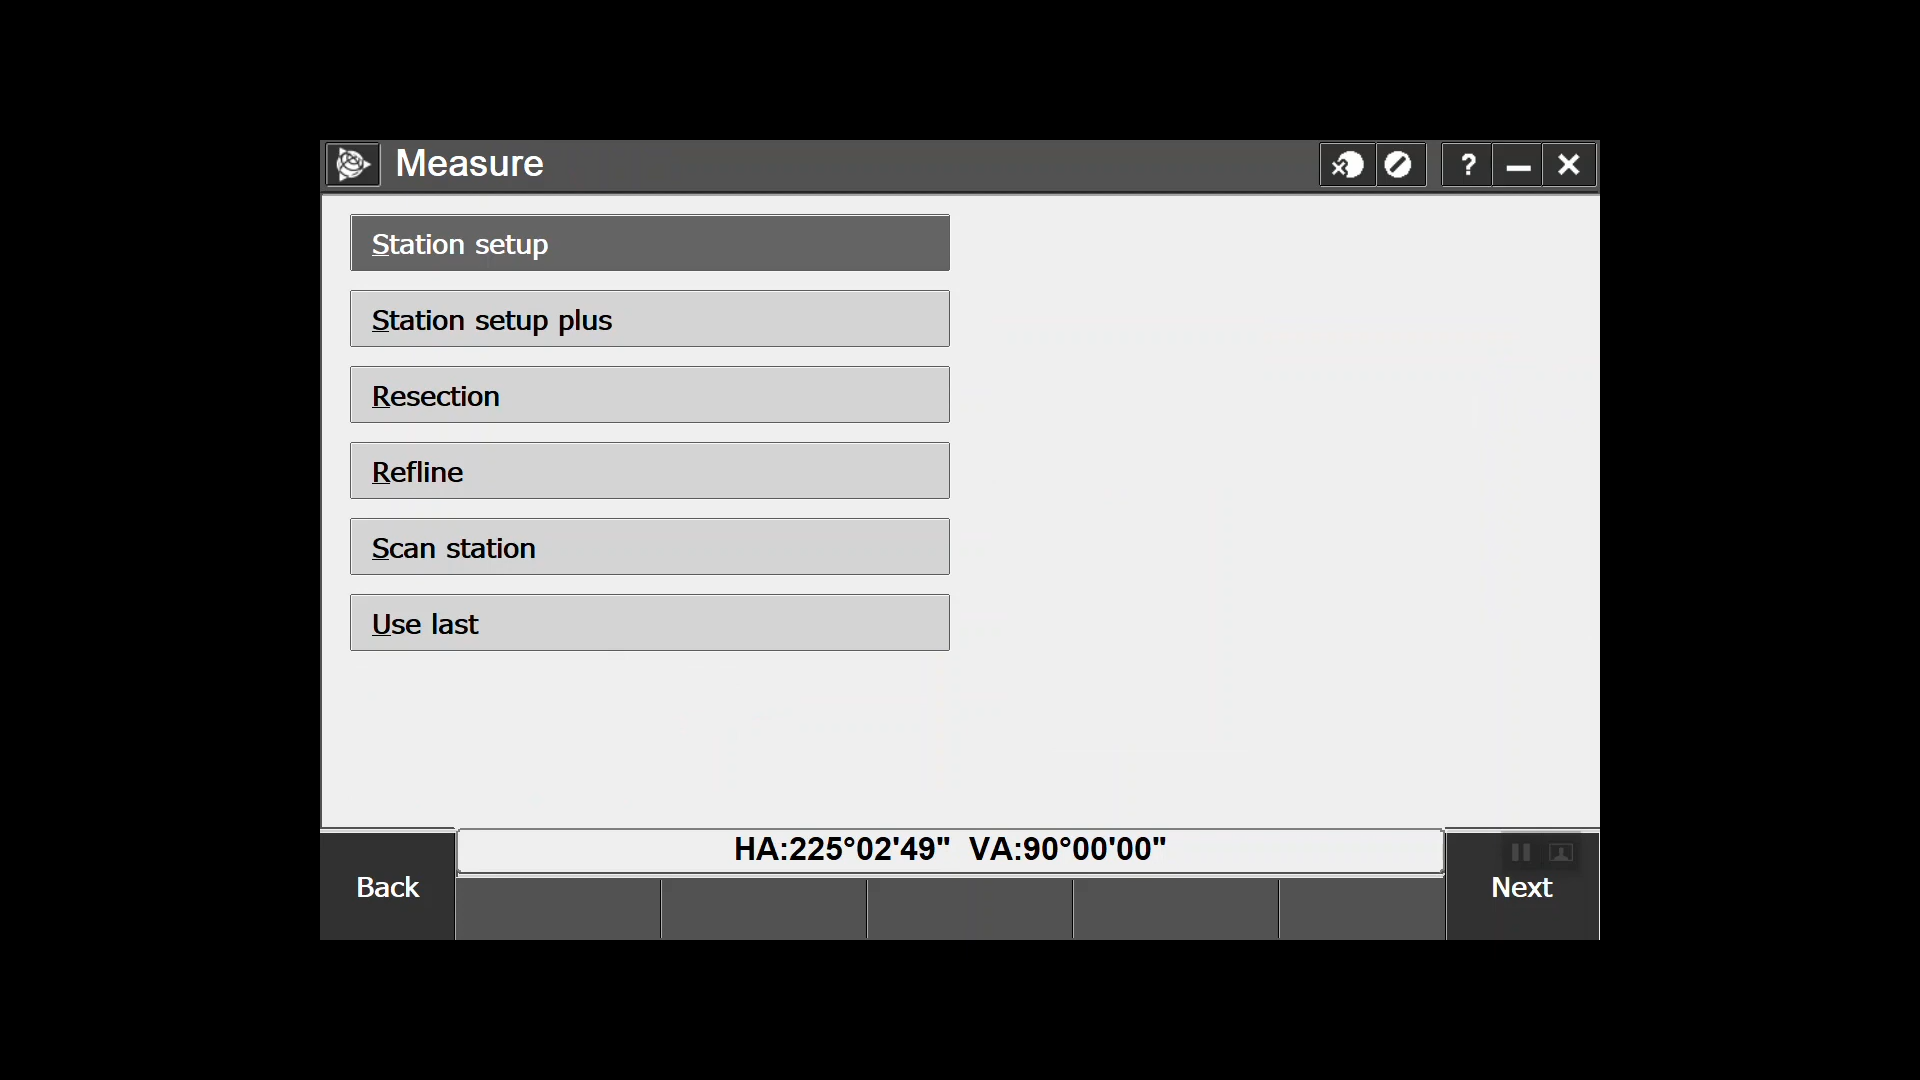 Measure
?
Station setup
Station setup plus
Resection
Refline
Scan station
Use last
HA:225°02'49" VA:90°00'00"
Back
Next